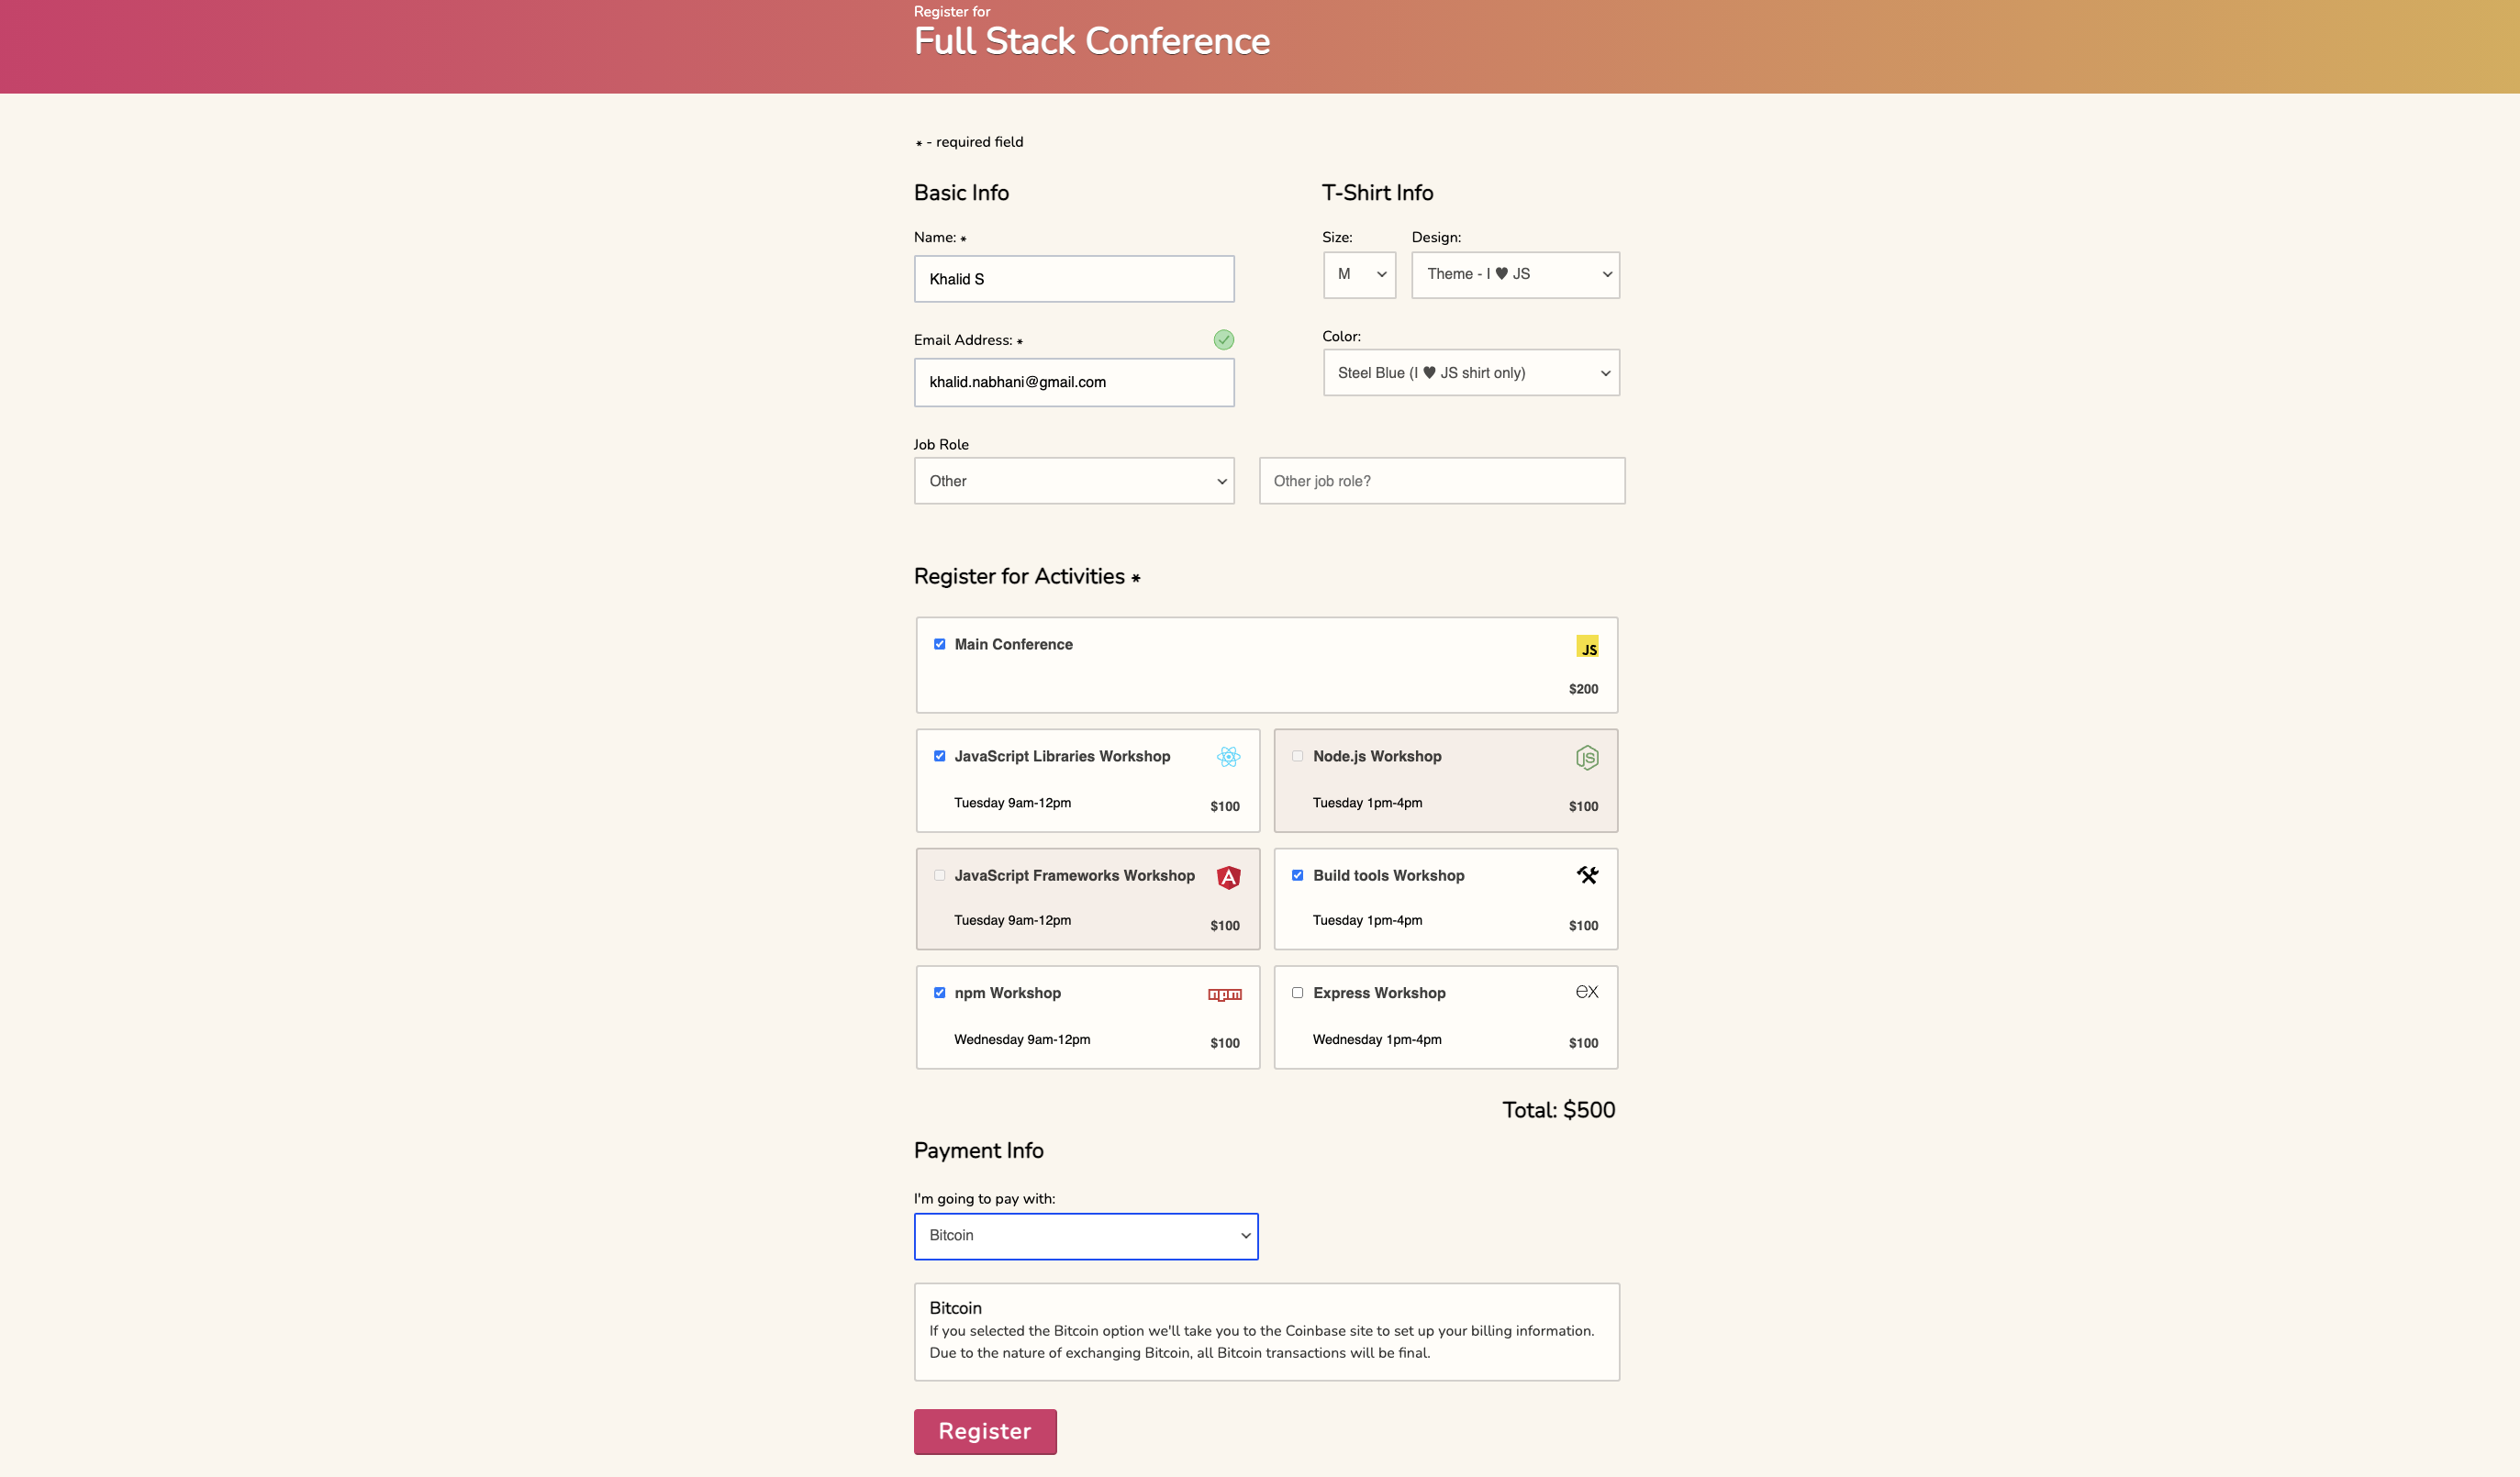 Register for
Full Stack Conference
* - required field
Basic Info
Name: *
Khalid S
Email Address: *
khalid.nabhani@gmail.com
Job Role
Other
Other job role?
T-Shirt Info
Size:
M
Design:
Theme - I ♥ JS
Color:
Steel Blue (I ♥ JS shirt only)
Register for Activities *
Main Conference
JS
$200
JavaScript Libraries Workshop
Tuesday 9am-12pm
$100
Node.js Workshop
JS
Tuesday 1pm-4pm
$100
JavaScript Frameworks Workshop
A
Tuesday 9am-12pm
$100
Build tools Workshop
Tuesday 1pm-4pm
$100
npm Workshop
npm
Wednesday 9am-12pm
$100
Express Workshop
ex
Wednesday 1pm-4pm
$100
Total: $500
Payment Info
I'm going to pay with:
Bitcoin
Bitcoin
If you selected the Bitcoin option we'll take you to the Coinbase site to set up your billing information.
Due to the nature of exchanging Bitcoin, all Bitcoin transactions will be final.
Register